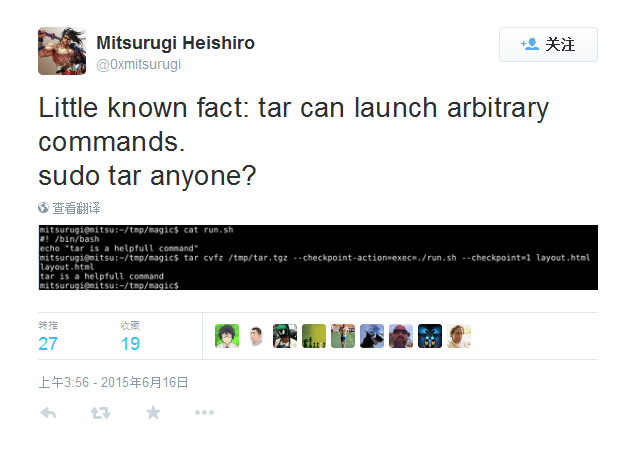 Mitsurugi Heishiro
@0xmitsurugi
关注
Little known fact: tar can launch arbitrary
commands.
sudo tar anyone?
查看翻译
mitsurugi@mitsu:~/tmp/magic$ cat run.sh
#! /bin/bash
echo "tar is a helpfull command"
mitsurugi@mitsu:~/tmp/magic$ tar cvfz /tmp/tar.tgz --checkpoint-action=exec=./run.sh --checkpoint=1 layout.html
layout.html
tar is a helpfull command
mitsurugi@mitsu:~/tmp/magic$
转推 收藏
27 19
上午3:56 - 2015年6月16日